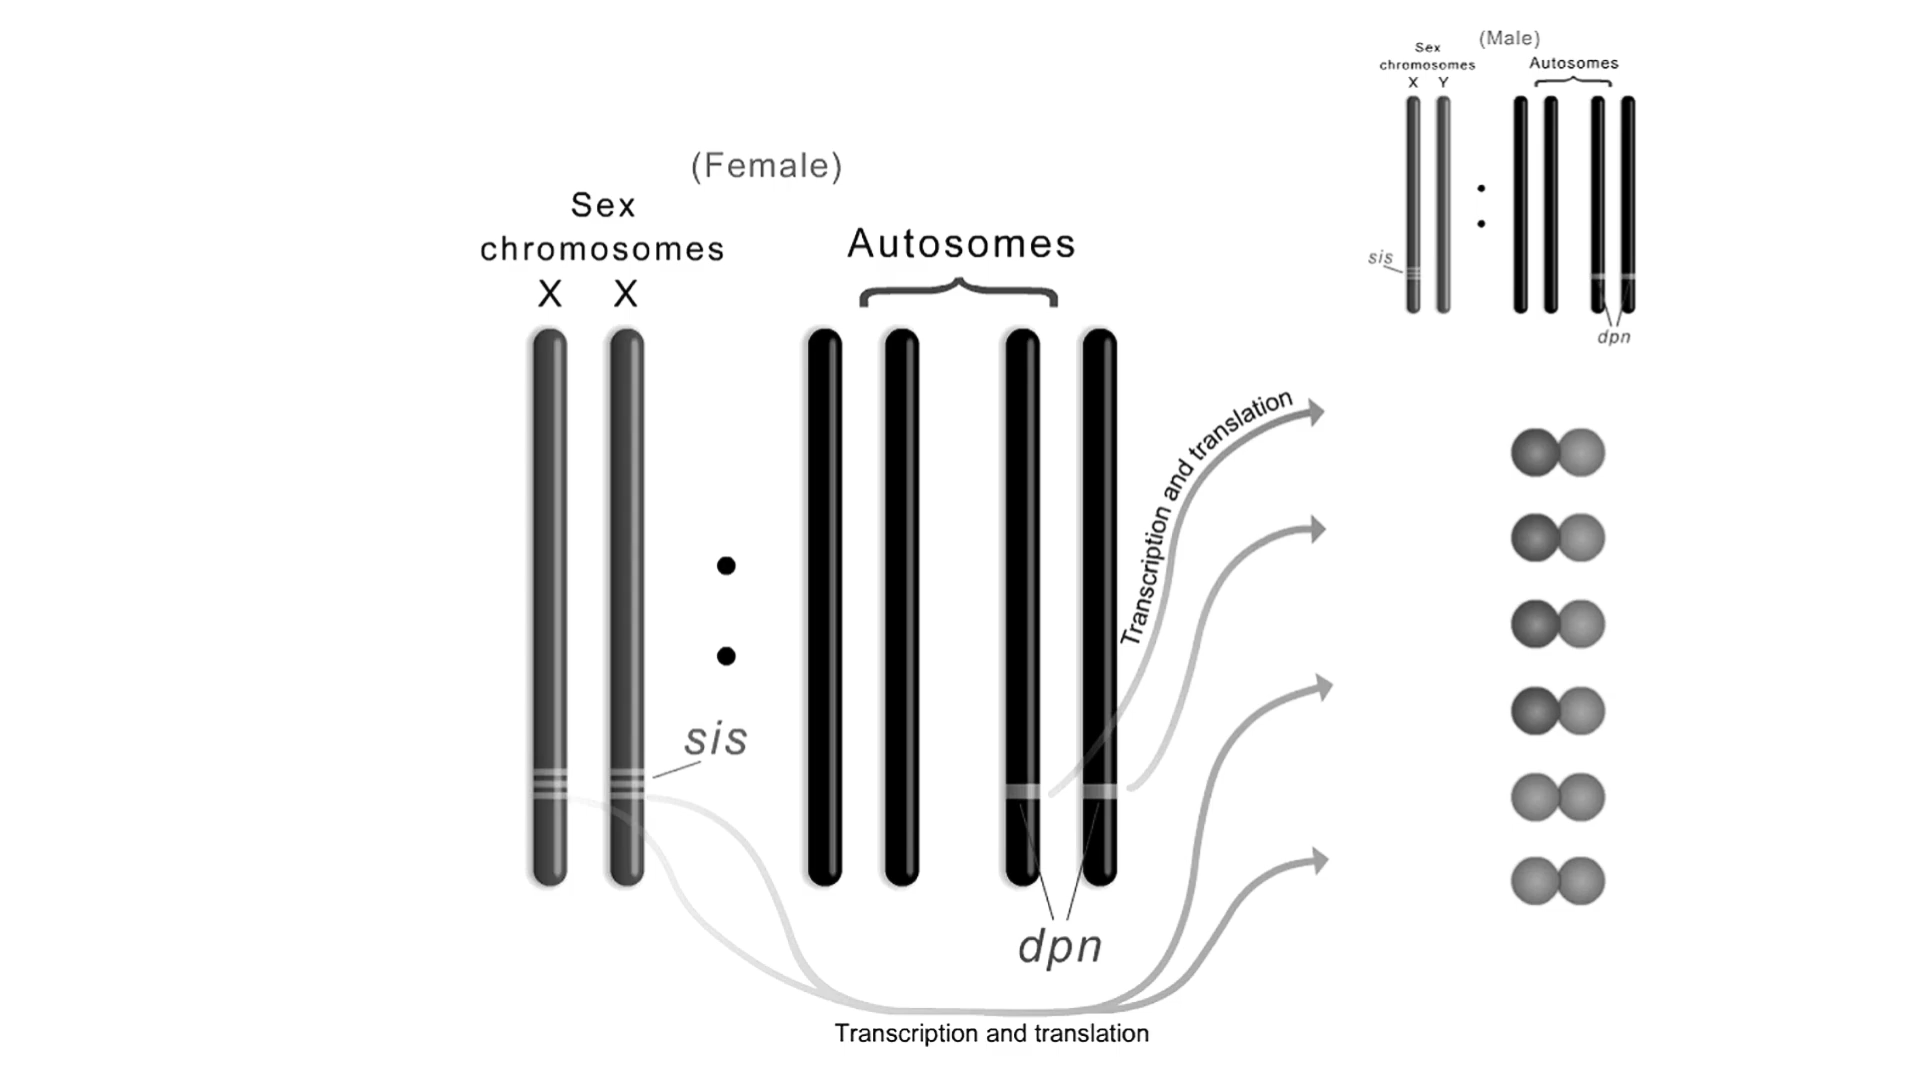 (Male)
Sex
chromosomes
X Y
Autosomes
sis
dpn
(Female)
Sex
chromosomes
X X
Autosomes
sis
dpn
Transcription and translation
Transcription and translation